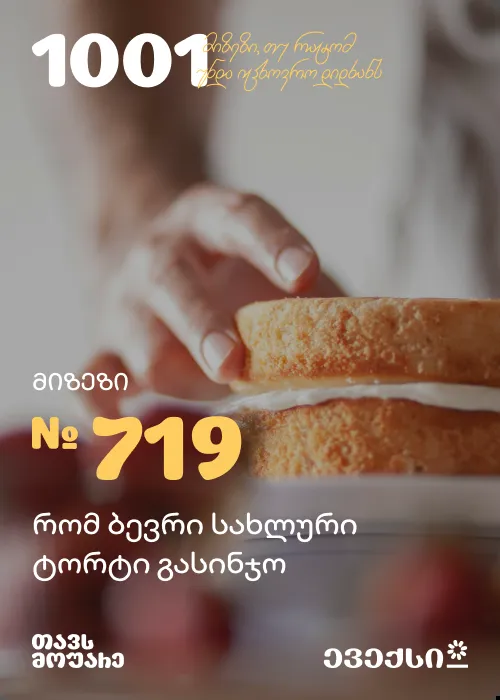 1001 მიზეზი, თუ რატომ
უნდა იცხოვრო დიდხანს
მიზეზი
№ 719
რომ ბევრი სახლური
ტორტი გასინჯო
თავს
მოუარე
ევექსი